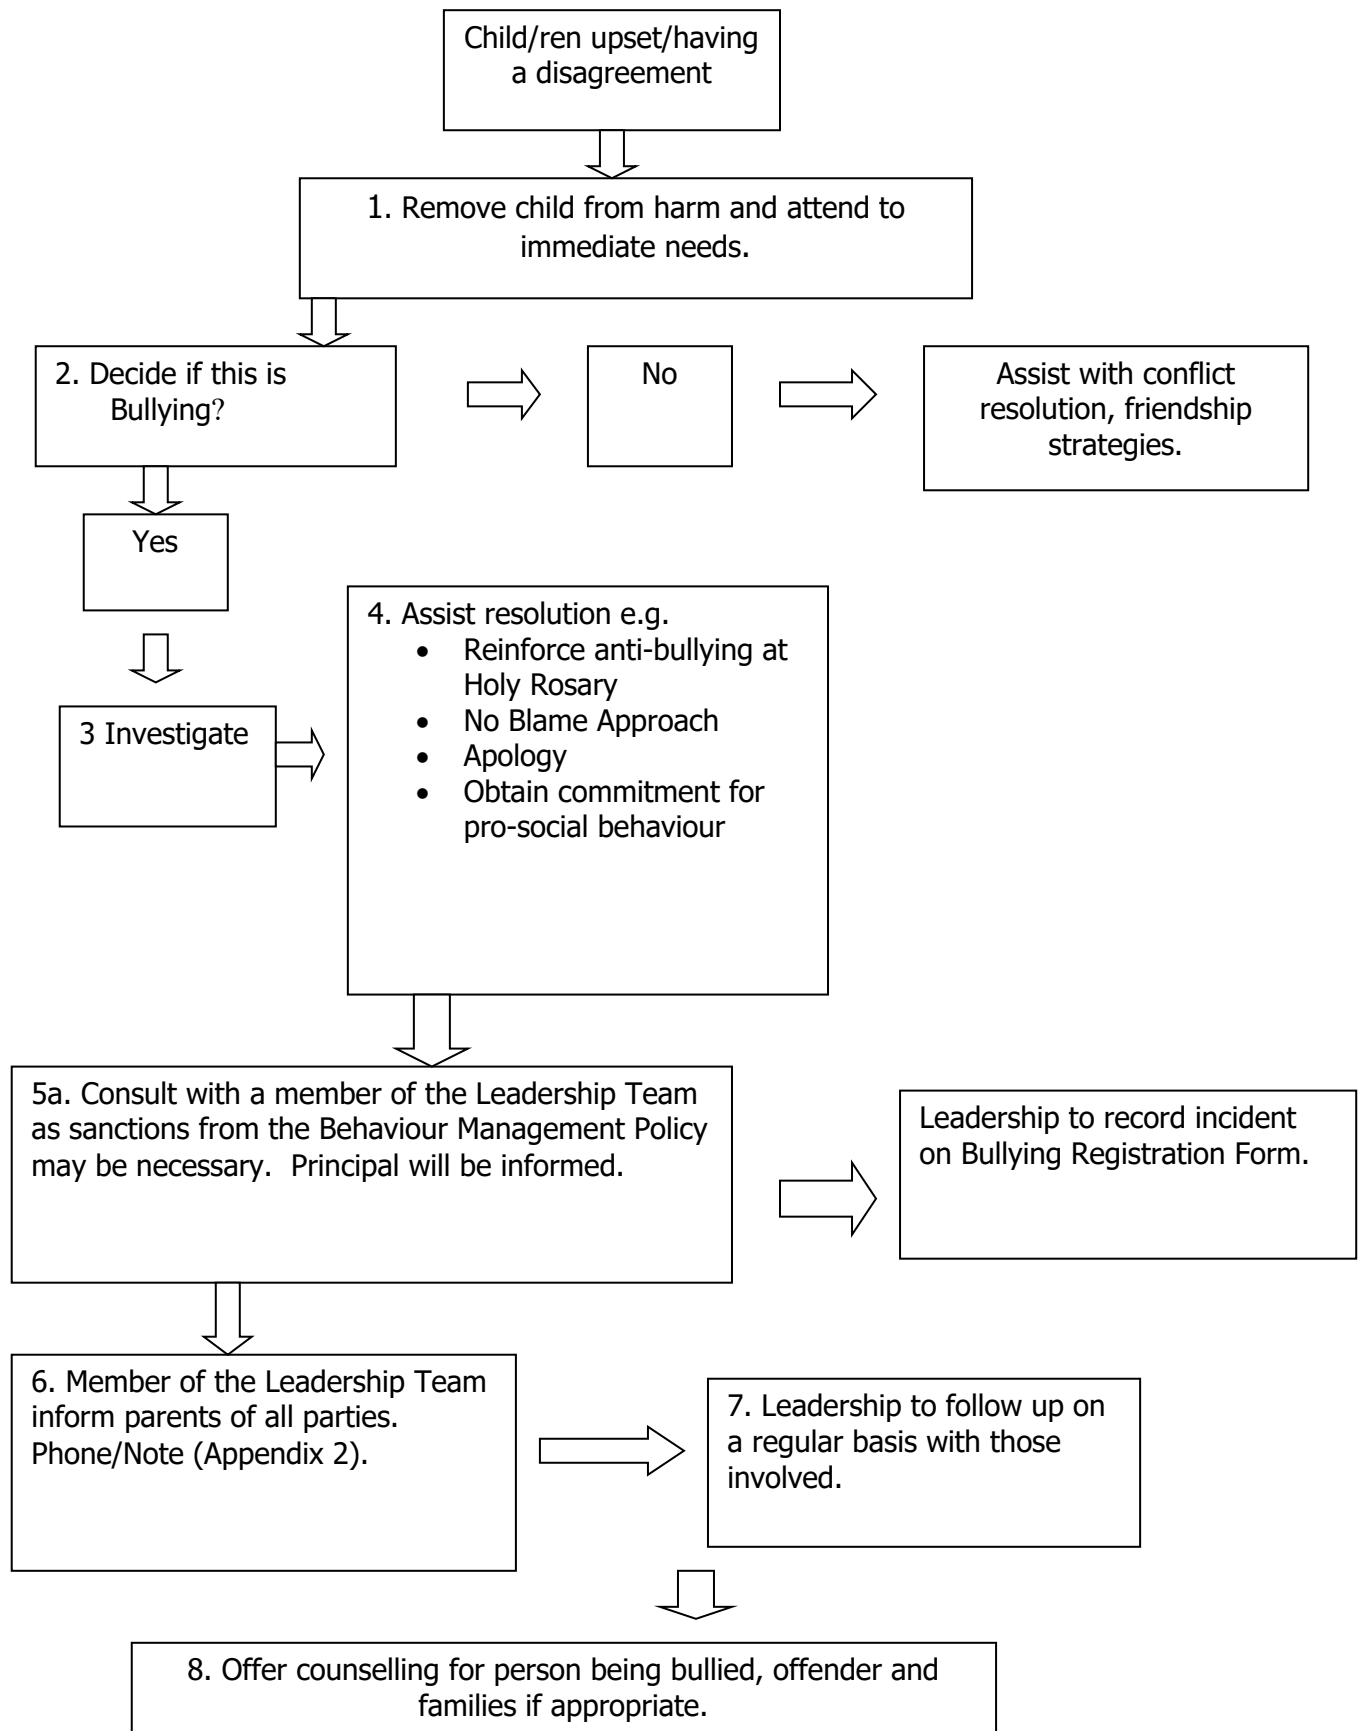 Child/ren upset/having
a disagreement
1. Remove child from harm and attend to
immediate needs.
2. Decide if this is
Bullying?
No
Assist with conflict
resolution, friendship
strategies.
Yes
3 Investigate
4. Assist resolution e.g.
• Reinforce anti-bullying at
Holy Rosary
• No Blame Approach
• Apology
• Obtain commitment for
pro-social behaviour
5a. Consult with a member of the Leadership Team
as sanctions from the Behaviour Management Policy
may be necessary.  Principal will be informed.
Leadership to record incident
on Bullying Registration Form.
6. Member of the Leadership Team
inform parents of all parties.
Phone/Note (Appendix 2).
7. Leadership to follow up on
a regular basis with those
involved.
8. Offer counselling for person being bullied, offender and
families if appropriate.